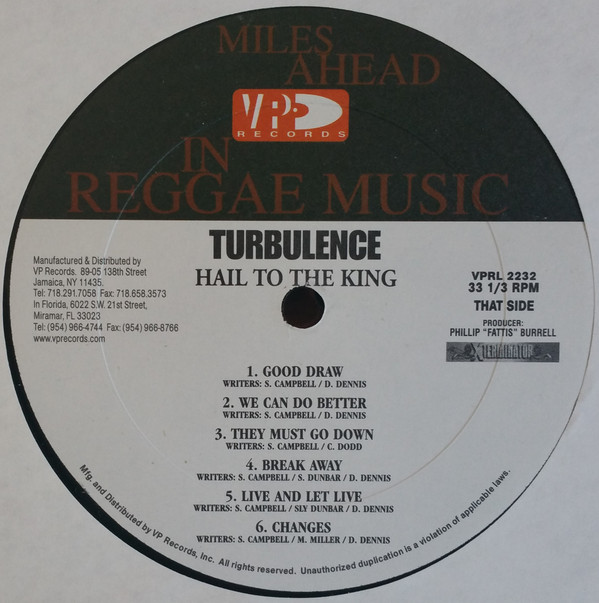 MILES
AHEAD
VP
RECORDS
IN
REGGAE MUSIC
TURBULENCE
HAIL TO THE KING
Manufactured & Distributed by
VP Records. 89-05 138th Street
Jamaica, NY 11435.
Tel: 718.291.7058 Fax: 718.658.3573
In Florida, 6022 S.W. 21st Street,
Miramar, FL 33023
Tel: (954) 966-4744 Fax: (954) 966-8766
www.vprecords.com
VPRL 2232
33 1/3 RPM
THAT SIDE
PRODUCER:
PHILLIP "FATTIS" BURRELL
XTERMINATOR
1. GOOD DRAW
WRITERS: S. CAMPBELL / D. DENNIS
2. WE CAN DO BETTER
WRITERS: S. CAMPBELL / D. DENNIS
3. THEY MUST GO DOWN
WRITERS: S. CAMPBELL / C. DODD
4. BREAK AWAY
WRITERS: S. CAMPBELL / S. DUNBAR / D. DENNIS
5. LIVE AND LET LIVE
WRITERS: S. CAMPBELL / SLY DUNBAR / D. DENNIS
6. CHANGES
WRITERS: S. CAMPBELL / M. MILLER / D. DENNIS
Mfg. and Distributed by VP Records, Inc. All rights reserved. Unauthorized duplication is a violation of applicable laws.